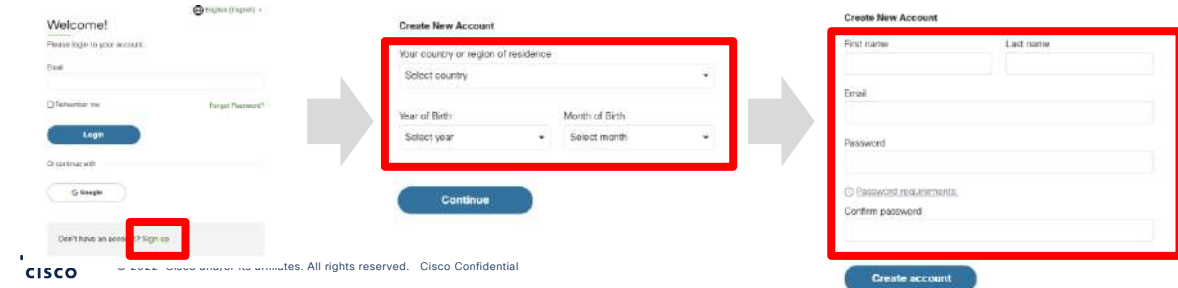 English (English)
Welcome!
Please login to your account.
Email
Remember me
Forgot Password?
Login
Or continue with
G Google
Don't have an account? Sign up
Create New Account
Your country or region of residence
Select country
Year of Birth
Month of Birth
Select year
Select month
Continue
Create New Account
First name
Last name
Email
Password
Password requirements:
Confirm password
Create account
CISCO
© 2022 Cisco and/or its affiliates. All rights reserved. Cisco Confidential